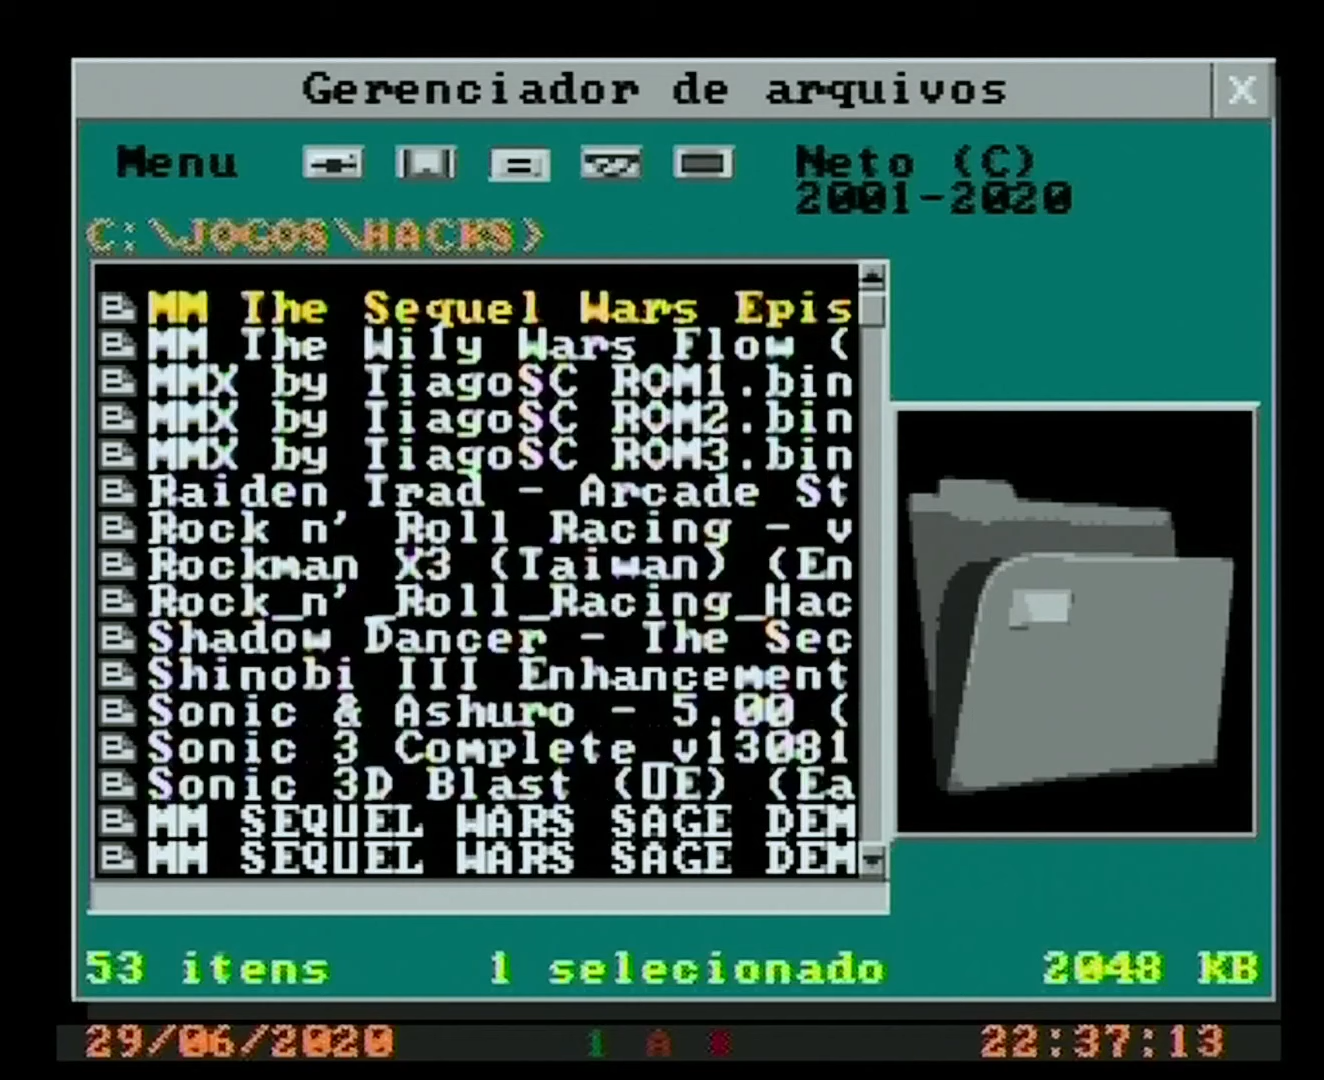 Gerenciador de arquivos X
Menu
Neto (C)
2001-2020
C:\JOGOS\HACKS>
MM The Sequel Wars Epis
MM The Wily Wars Flow (
MMX by TiagoSC ROM1.bin
MMX by TiagoSC ROM2.bin
MMX by TiagoSC ROM3.bin
Raiden Trad - Arcade St
Rock n' Roll Racing - v
Rockman X3 (Taiwan) (En
Rock_n'_Roll_Racing_Hac
Shadow Dancer - The Sec
Shinobi III Enhancement
Sonic & Ashuro - 5.00 (
Sonic 3 Complete v13081
Sonic 3D Blast (UE) (Ea
MM SEQUEL WARS SAGE DEM
MM SEQUEL WARS SAGE DEM
53 itens 1 selecionado 2048 KB
29/06/2020 1 A 22:37:13